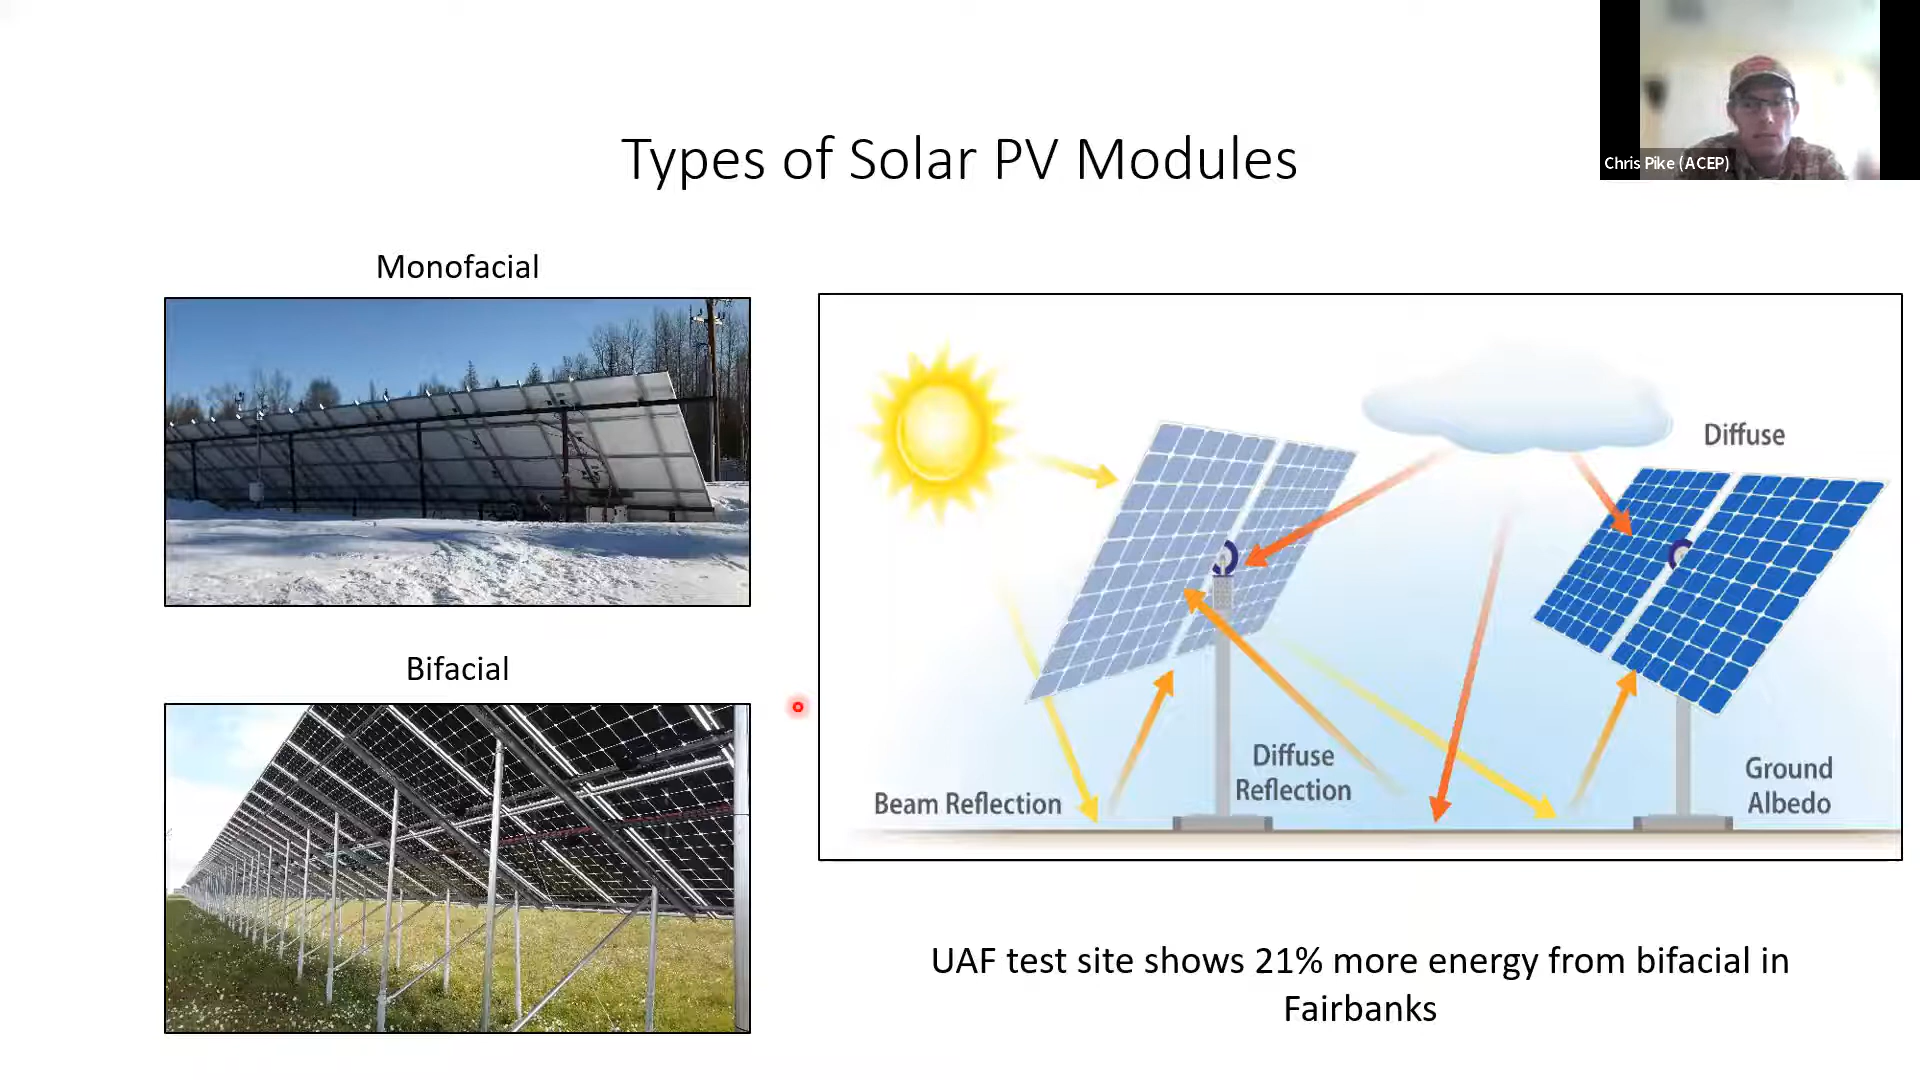 Types of Solar PV Modules
Chris Pike (ACEP)
Monofacial
Bifacial
Diffuse
Diffuse
Reflection
Beam Reflection
Ground
Albedo
UAF test site shows 21% more energy from bifacial in
Fairbanks